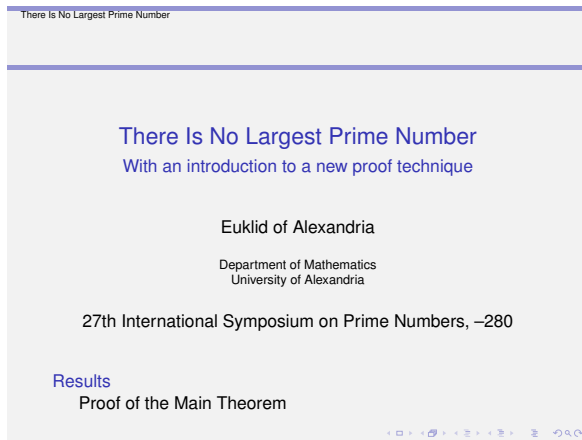 There Is No Largest Prime Number
There Is No Largest Prime Number
With an introduction to a new proof technique
Euklid of Alexandria
Department of Mathematics
University of Alexandria
27th International Symposium on Prime Numbers, –280
Results
Proof of the Main Theorem